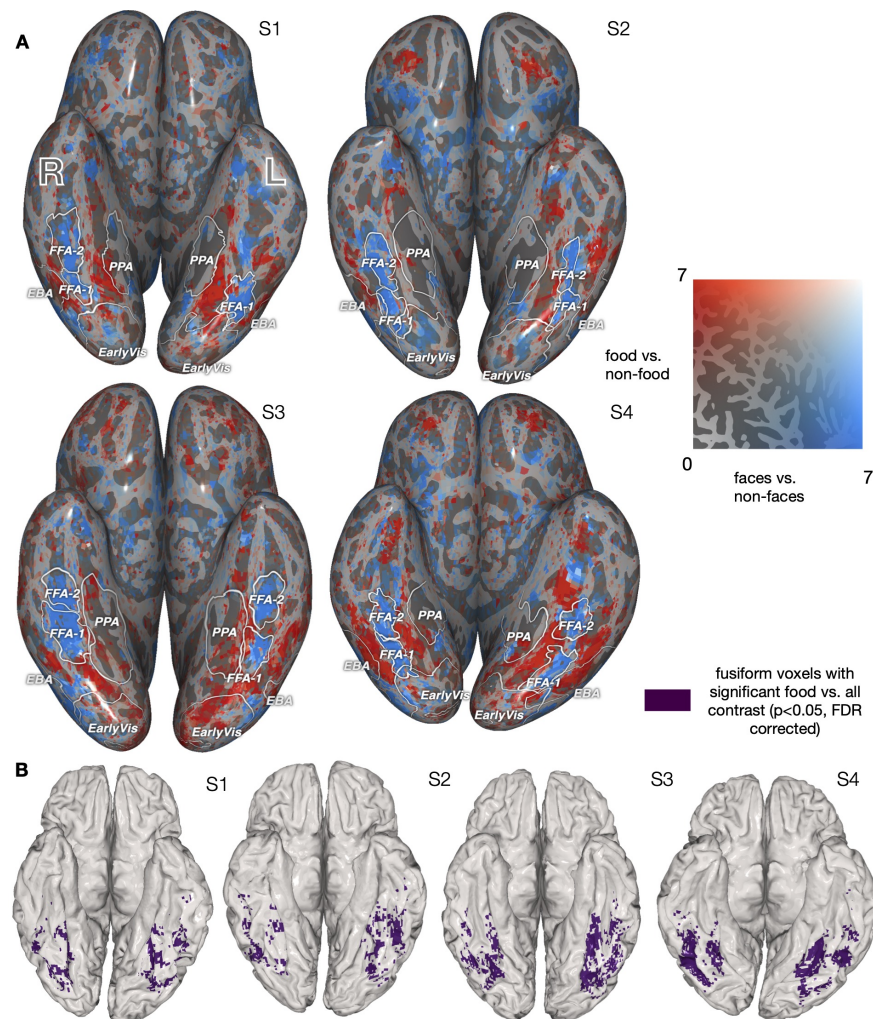 A
S1
S2
R
L
FFA-2
PPA
PPA
FFA-1
FFA-1
EBA
EBA
EarlyVis
EarlyVis
FFA-2
PPA
PPA
FFA-2
EBA
FFA-1
FFA-1
EBA
EarlyVis
EarlyVis
7
food vs.
non-food
0
7
faces vs.
non-faces
S3
S4
FFA-2
FFA-1
PPA
PPA
FFA-2
EBA
FFA-1
EBA
EarlyVis
EarlyVis
FFA-2
PPA
PPA
FFA-2
FFA-1
EBA
FFA-1
EBA
EarlyVis
EarlyVis
fusiform voxels with
significant food vs. all
contrast (p<0.05, FDR
corrected)
B
S1
S2
S3
S4